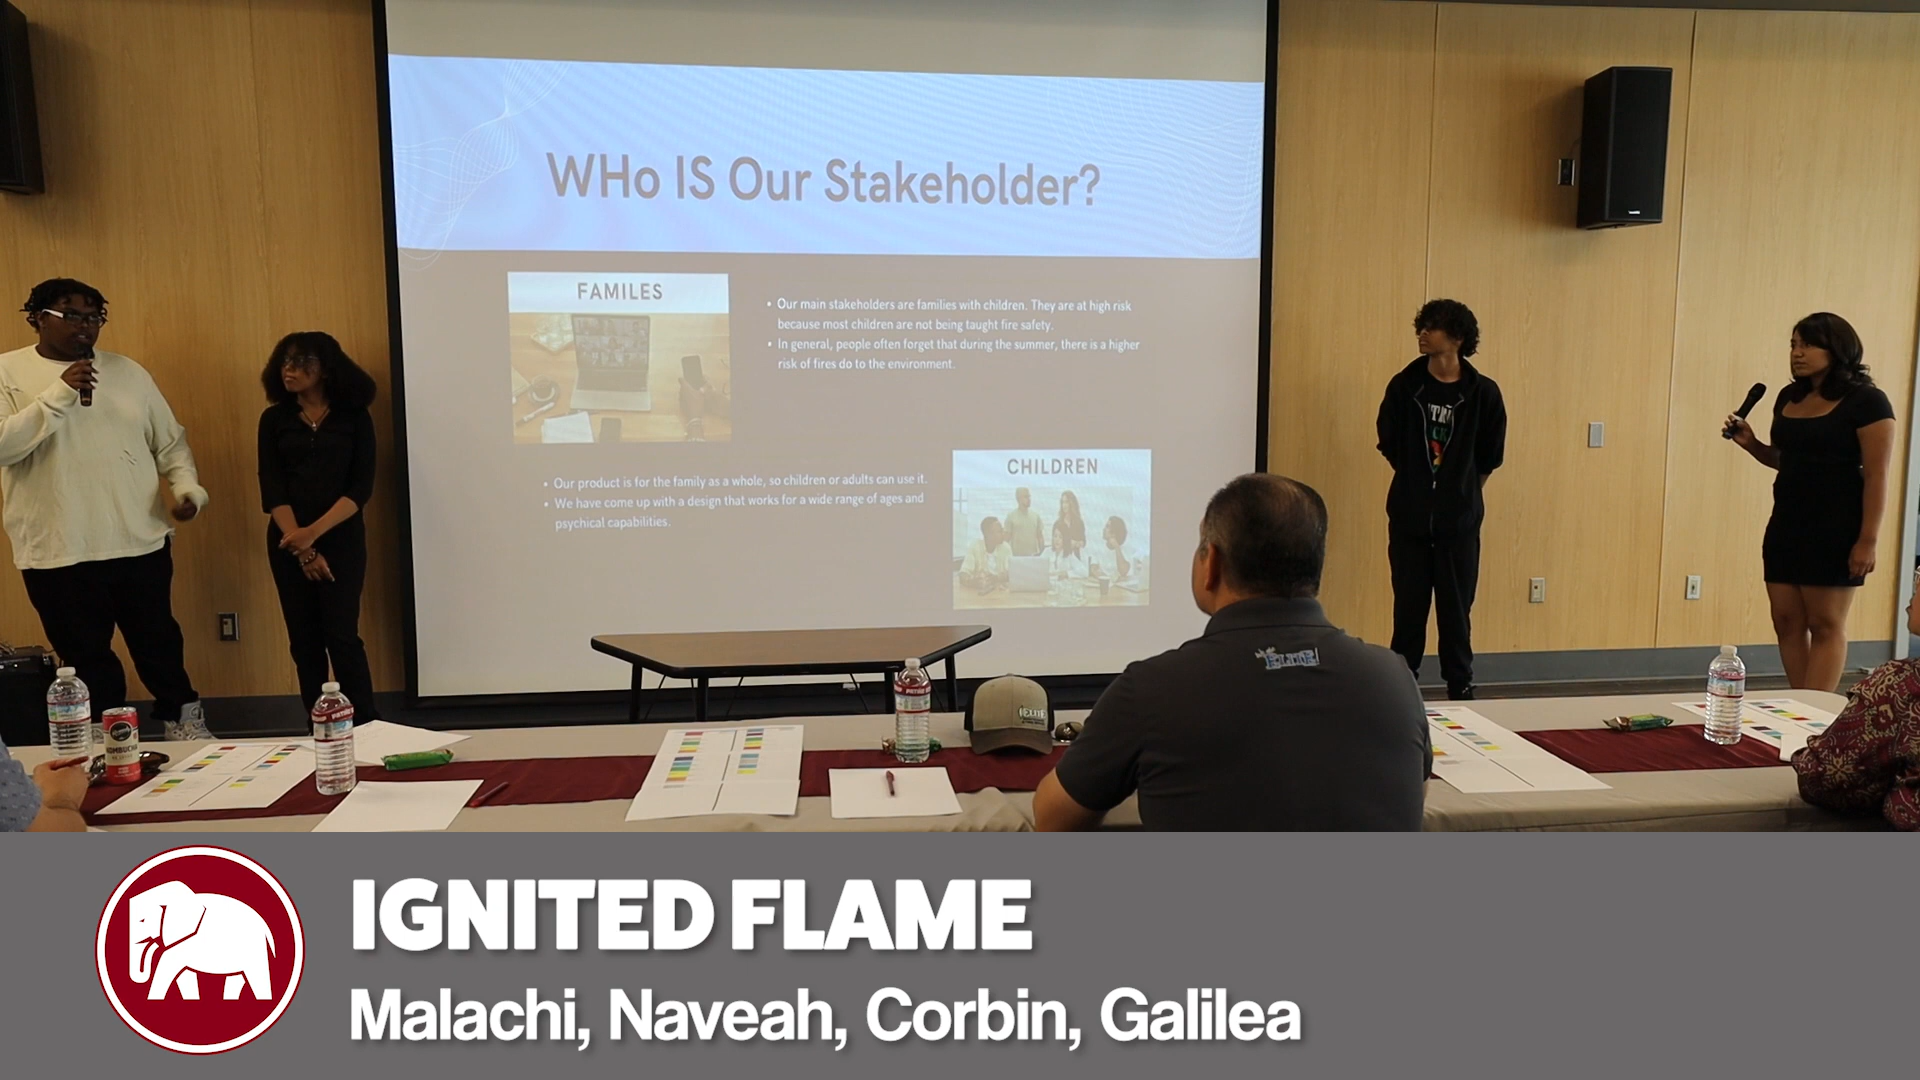 WHo IS Our Stakeholder?
FAMILES
• Our main stakeholders are families with children. They are at high risk
because most children are not being taught fire safety.
• In general, people often forget that during the summer, there is a higher
risk of fires do to the environment.
• Our product is for the family as a whole, so children or adults can use it.
• We have come up with a design that works for a wide range of ages and
psychical capabilities.
CHILDREN
KOMBUCHA
IGNITED FLAME
Malachi, Naveah, Corbin, Galilea